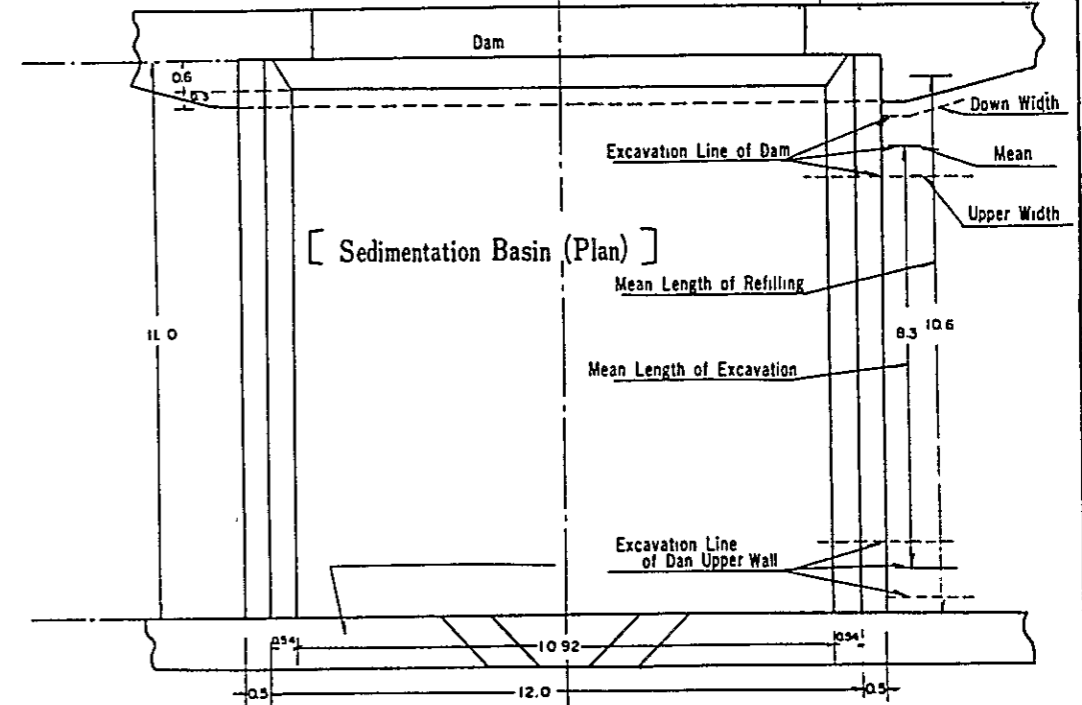 Dam
0.6
0.3
Down Width
Excavation Line of Dam
Mean
Upper Width
[ Sedimentation Basin (Plan) ]
Mean Length of Refilling
11.0
8.3
10.6
Mean Length of Excavation
Excavation Line
of Dan Upper Wall
0.54
10.92
0.54
0.5
12.0
0.5